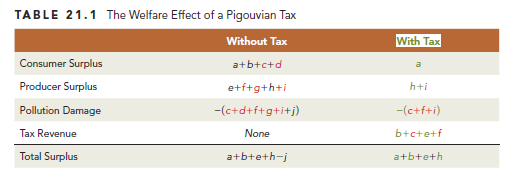 TABLE 21.1 The Welfare Effect of a Pigouvian Tax
Without Tax With Tax
Consumer Surplus a+b+c+d a
Producer Surplus e+f+g+h+i h+i
Pollution Damage -(c+d+f+g+i+j) -(c+f+i)
Tax Revenue None b+c+e+f
Total Surplus a+b+e+h-j a+b+e+h